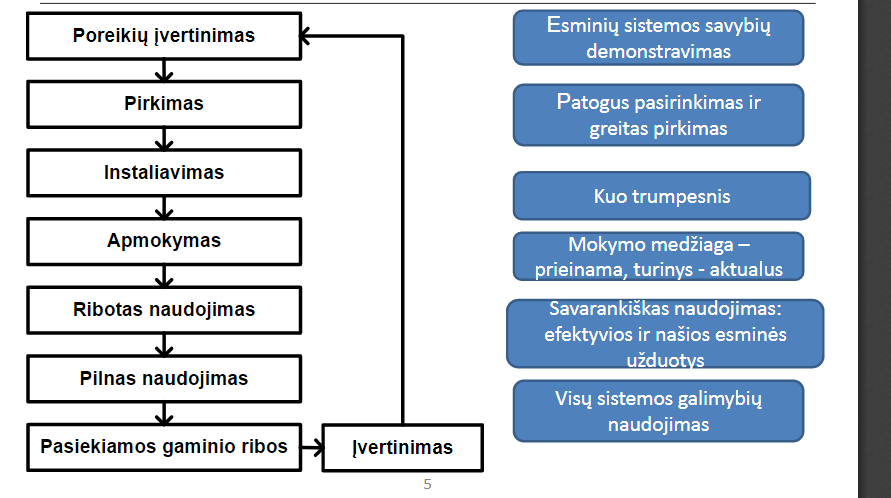 Poreikių įvertinimas
Pirkimas
Instaliavimas
Apmokymas
Ribotas naudojimas
Pilnas naudojimas
Pasiekiamos gaminio ribos
Įvertinimas
Esminių sistemos savybių
demonstravimas
Patogus pasirinkimas ir
greitas pirkimas
Kuo trumpesnis
Mokymo medžiaga –
prieinama, turinys - aktualus
Savarankiškas naudojimas:
efektyvios ir našios esminės
užduotys
Visų sistemos galimybių
naudojimas
5